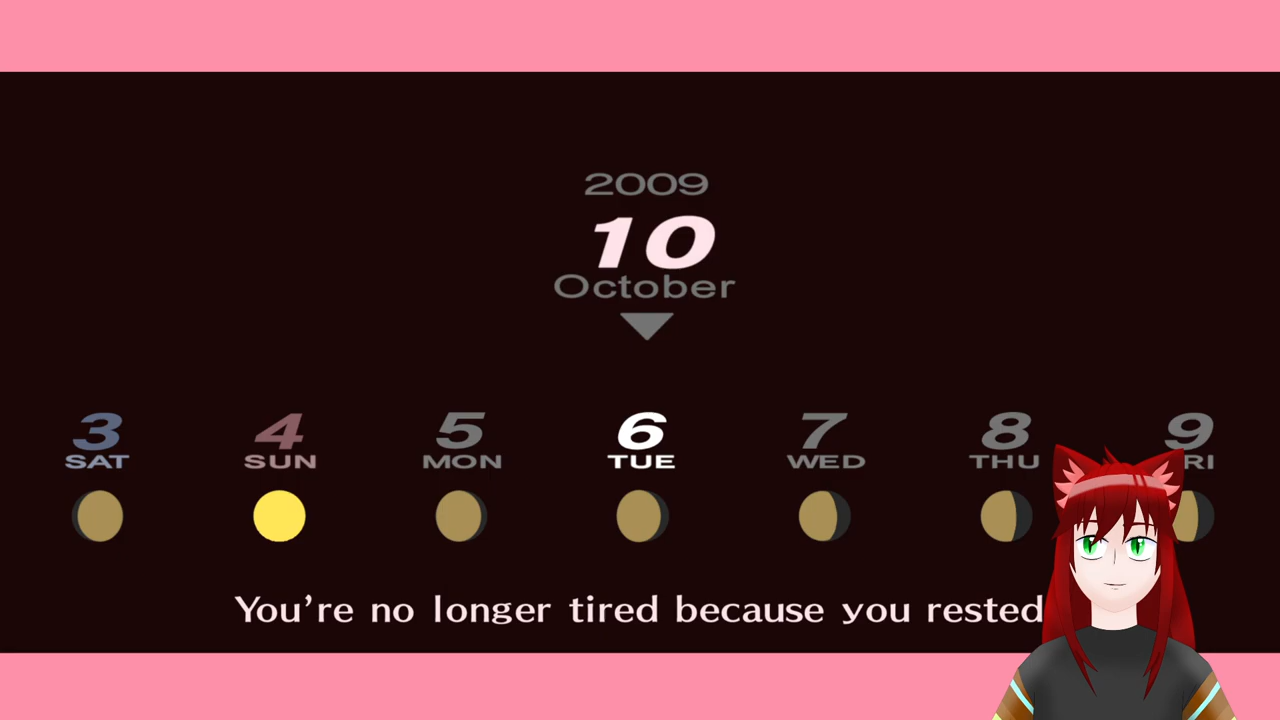 2009
10
October
3 4 5 6 7 8 9
SAT SUN MON TUE WED THU RI
You're no longer tired because you rested